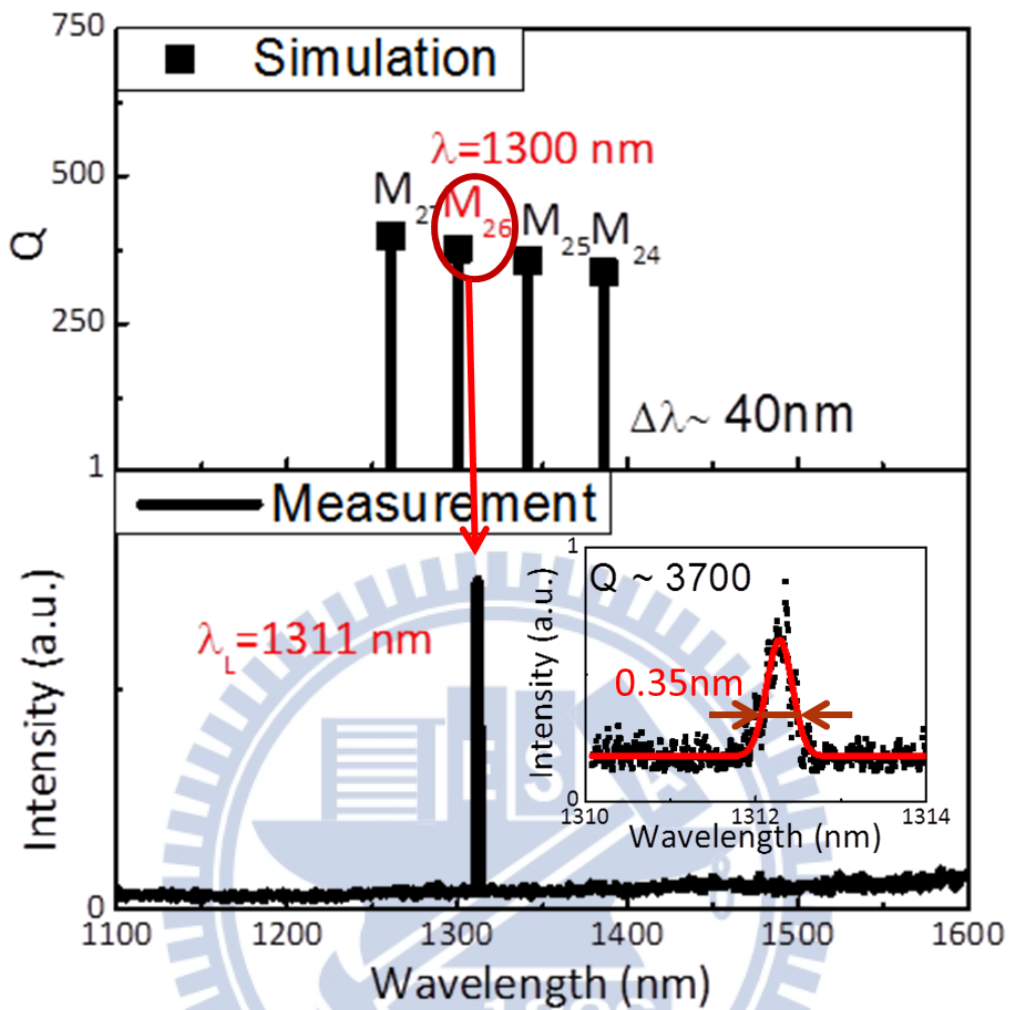 750
Simulation
λ=1300 nm
500
M27
M26
M25
M24
Q
250
Δλ~ 40nm
1
Measurement
1
Q ~ 3700
λL=1311 nm
0.35nm
Intensity (a.u.)
Intensity (a.u.)
0
1310
1312
1314
Wavelength (nm)
0
1100
1200
1300
1400
1500
1600
Wavelength (nm)